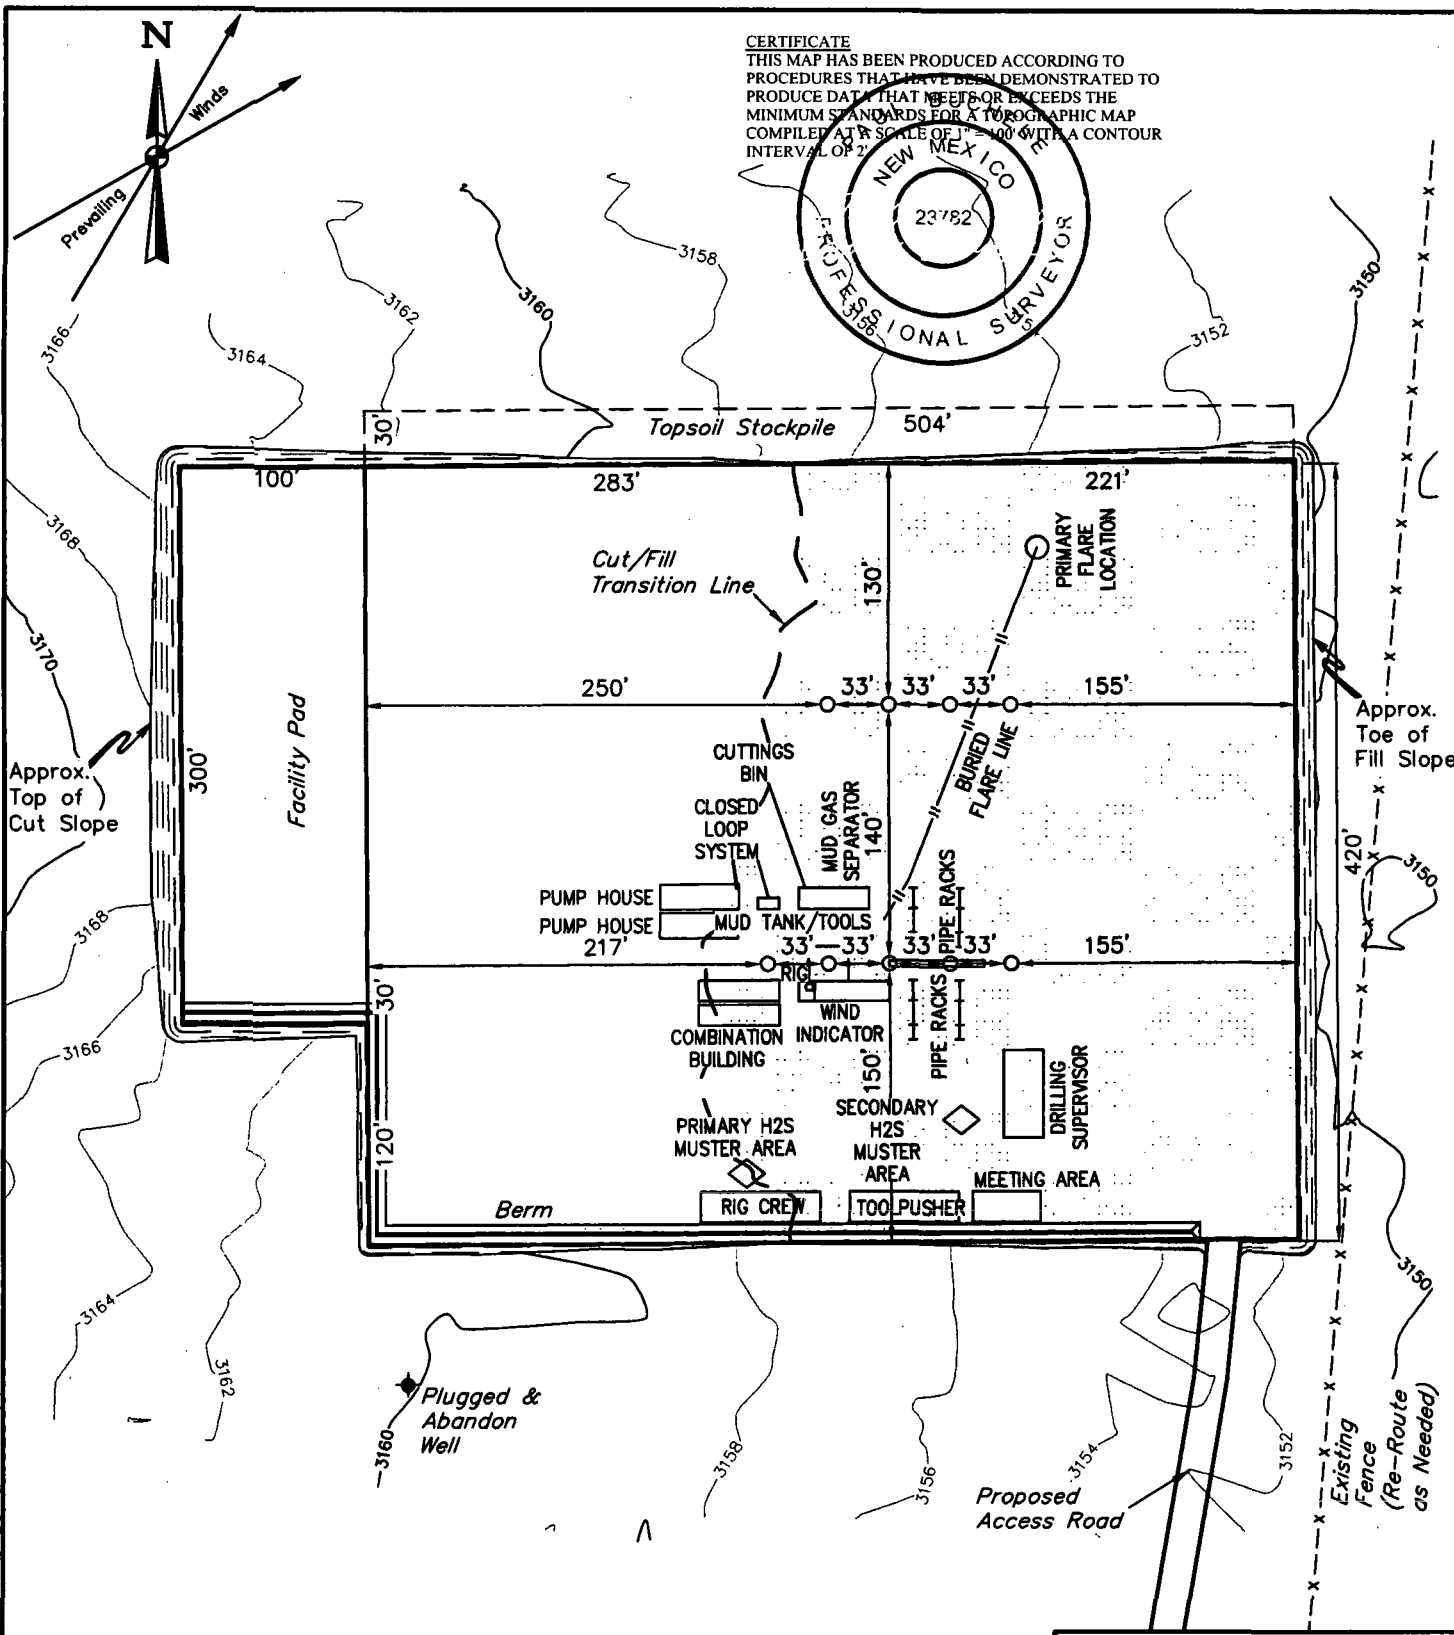 N
Winds
Prevailing
CERTIFICATE
THIS MAP HAS BEEN PRODUCED ACCORDING TO
PROCEDURES THAT HAVE BEEN DEMONSTRATED TO
PRODUCE DATA THAT MEETS OR EXCEEDS THE
MINIMUM STANDARDS FOR A TOPOGRAPHIC MAP
COMPILED AT A SCALE OF 1" = 100' WITH A CONTOUR
INTERVAL OF 2'.
BUCHELE
NEW MEXICO
23782
PROFESSIONAL SURVEYOR
3166
3164
3162
3160
3158
3156
3152
3150
30'
Topsoil Stockpile
504'
100'
283'
221'
3168
3170
Cut/Fill
Transition Line
130'
PRIMARY
FLARE
LOCATION
250'
33'
33'
33'
155'
Facility Pad
300'
Approx.
Top of
Cut Slope
Approx.
Toe of
Fill Slope
CUTTINGS
BIN
CLOSED
LOOP
SYSTEM
MUD GAS
SEPARATOR
140'
BURIED
FLARE LINE
420'
3150
PUMP HOUSE
PUMP HOUSE
MUD TANK/TOOLS
PIPE RACKS
3168
217'
33'
33'
33'
33'
155'
30'
RIG
WIND
INDICATOR
PIPE RACKS
COMBINATION
BUILDING
3166
150'
DRILLING
SUPERVISOR
120'
PRIMARY H2S
MUSTER AREA
SECONDARY
H2S
MUSTER
AREA
MEETING AREA
Berm
RIG CREW
TOOLPUSHER
3150
3164
3162
Plugged &
Abandon
Well
3160
3158
3156
3154
3152
Proposed
Access Road
Existing
Fence
(Re-Route
as Needed)